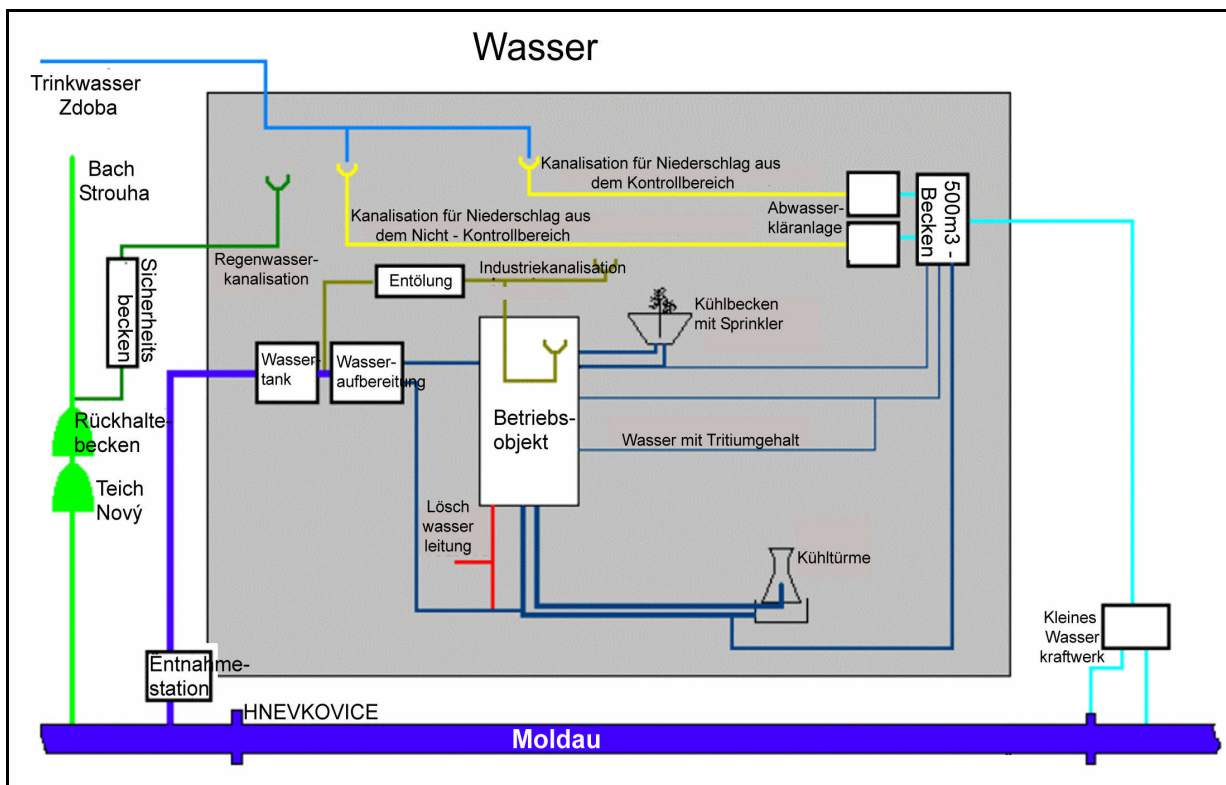 Wasser
Trinkwasser
Zdoba
Bach
Strouha
Kanalisation für Niederschlag aus
dem Kontrollbereich
Kanalisation für Niederschlag aus
dem Nicht - Kontrollbereich
Abwasser-
kläranlage
500m3 -
Becken
Regenwasser-
kanalisation
Sicherheits
becken
Entölung
Industriekanalisation
Kühlbecken
mit Sprinkler
Wasser-
tank
Wasser-
aufbereitung
Betriebs-
objekt
Rückhalte-
becken
Wasser mit Tritiumgehalt
Teich
Nový
Lösch
wasser
leitung
Kühltürme
Kleines
Wasser
kraftwerk
Entnahme-
station
HNEVKOVICE
Moldau